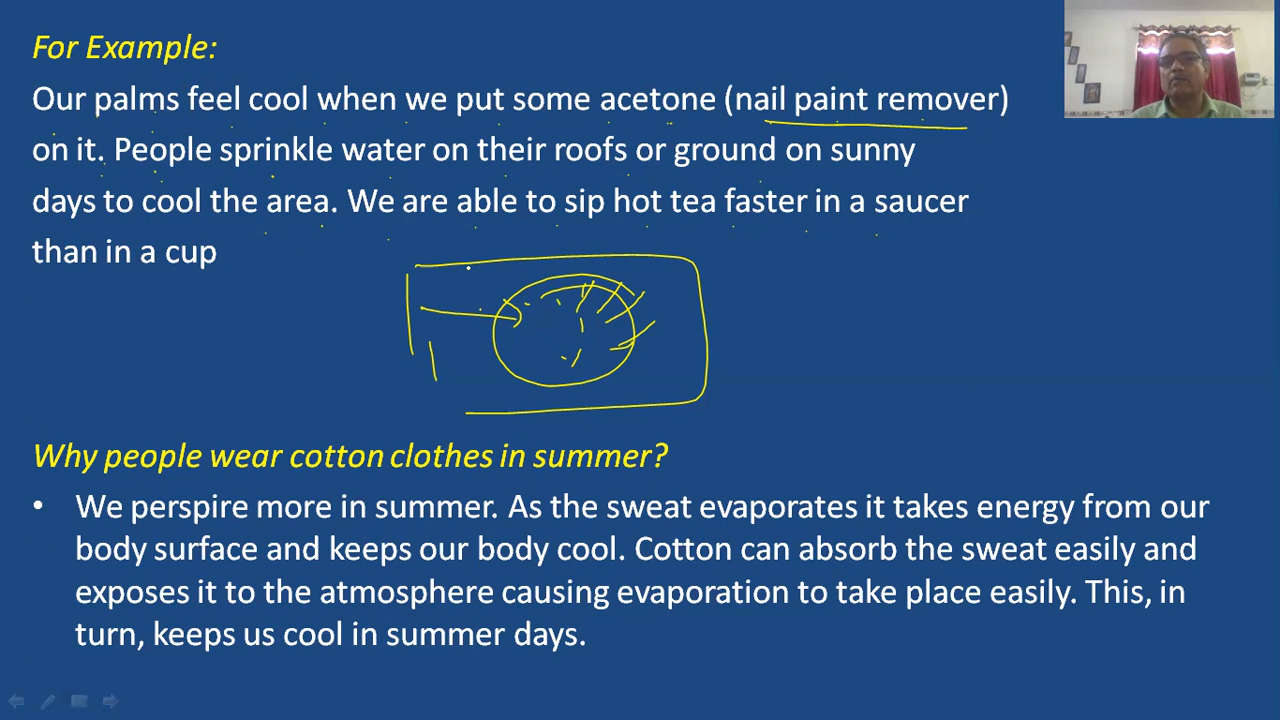 For Example:
Our palms feel cool when we put some acetone (nail paint remover)
on it. People sprinkle water on their roofs or ground on sunny
days to cool the area. We are able to sip hot tea faster in a saucer
than in a cup
Why people wear cotton clothes in summer?
• We perspire more in summer. As the sweat evaporates it takes energy from our
body surface and keeps our body cool. Cotton can absorb the sweat easily and
exposes it to the atmosphere causing evaporation to take place easily. This, in
turn, keeps us cool in summer days.